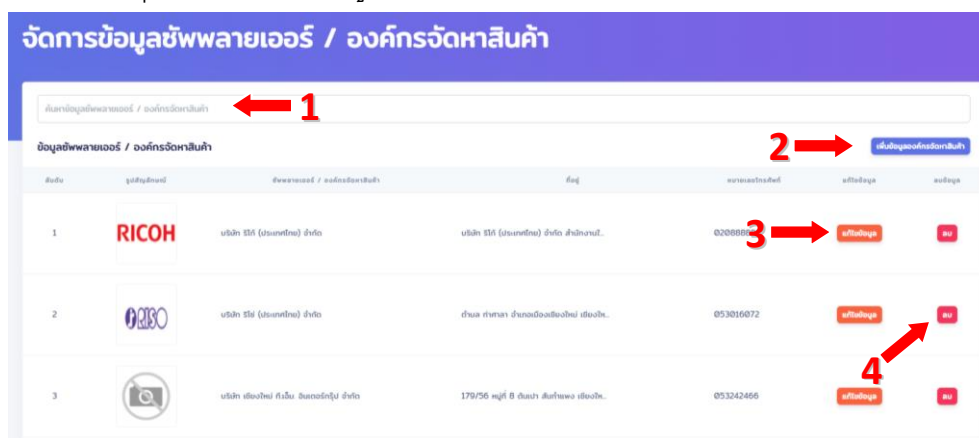 จัดการข้อมูลซัพพลายเออร์ / องค์กรจัดหาสินค้า
ค้นหาข้อมูลซัพพลายเออร์ / องค์กรจัดหาสินค้า
1
ข้อมูลซัพพลายเออร์ / องค์กรจัดหาสินค้า
2
เพิ่มข้อมูลองค์กรจัดหาสินค้า
อันดับ รูปสัญลักษณ์ ซัพพลายเออร์ / องค์กรจัดหาสินค้า ที่อยู่ หมายเลขโทรศัพท์ แก้ไขข้อมูล ลบข้อมูล
1 RICOH บริษัท ริโก้ (ประเทศไทย) จำกัด บริษัท ริโก้ (ประเทศไทย) จำกัด สำนักงานใ.. 3 แก้ไขข้อมูล ลบ
2 RISO บริษัท ริโซ่ (ประเทศไทย) จำกัด ตำบล ท่าศาลา อำเภอเมืองเชียงใหม่ เชียงให.. 053016072 แก้ไขข้อมูล ลบ
4
3 บริษัท เชียงใหม่ ที.เอ็น. อินเตอร์กรุ๊ป จำกัด 179/56 หมู่ที่ 8 ต้นเปา สันกำแพง เชียงให.. 053242466 แก้ไขข้อมูล ลบ